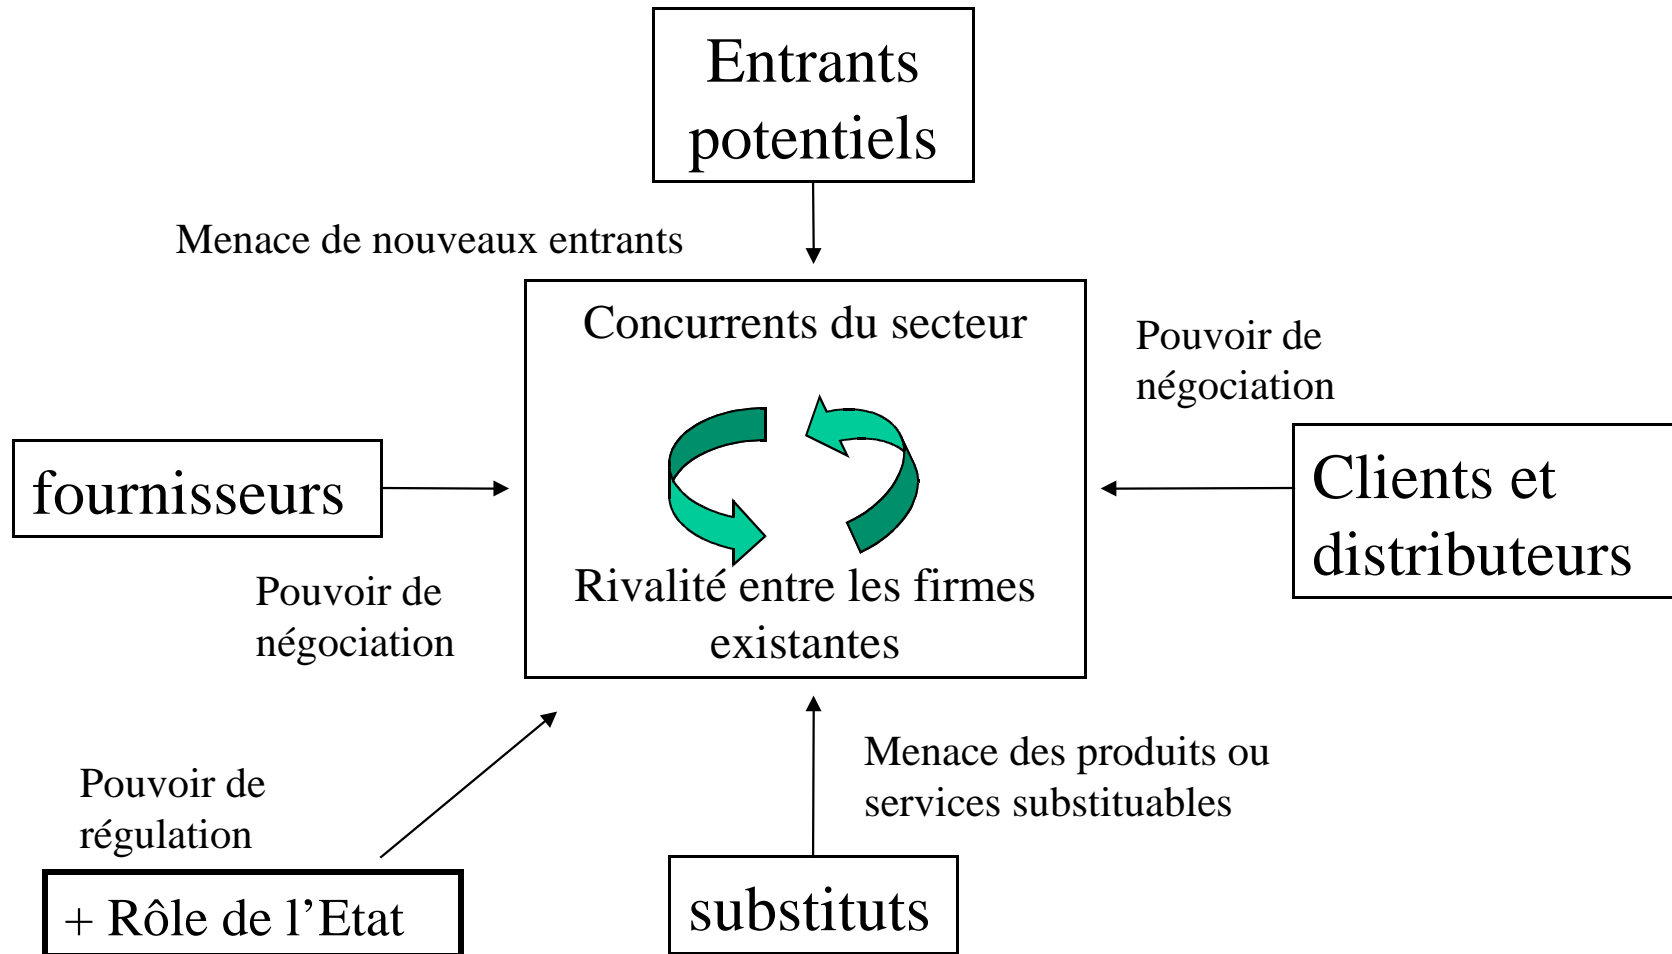 Entrants
potentiels
Menace de nouveaux entrants
Concurrents du secteur
Pouvoir de
négociation
fournisseurs
Clients et
distributeurs
Pouvoir de
négociation
Rivalité entre les firmes
existantes
Menace des produits ou
services substituables
Pouvoir de
régulation
+ Rôle de l’Etat
substituts